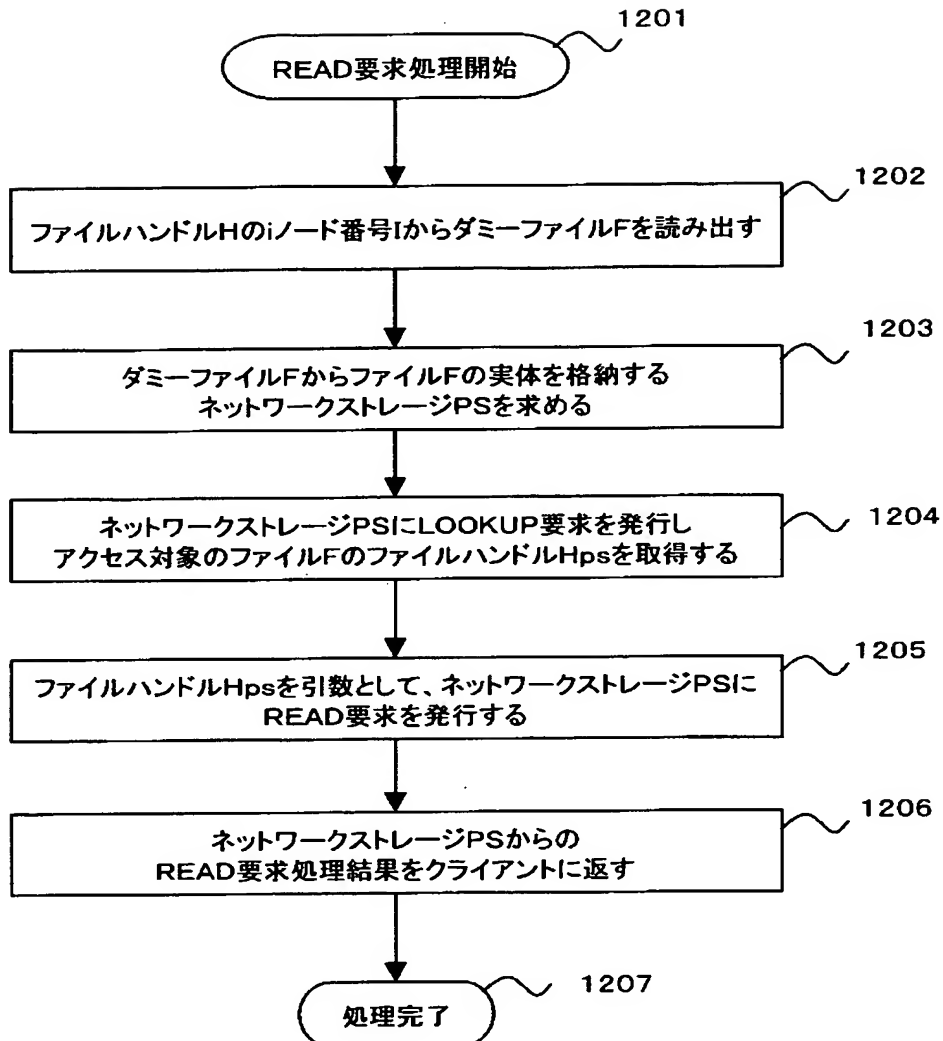 1201
READ要求処理開始
1202
ファイルハンドルHのiノード番号IからダミーファイルFを読み出す
1203
ダミーファイルFからファイルFの実体を格納する
ネットワークストレージPSを求める
1204
ネットワークストレージPSにLOOKUP要求を発行し
アクセス対象のファイルFのファイルハンドルHpsを取得する
1205
ファイルハンドルHpsを引数として、ネットワークストレージPSに
READ要求を発行する
1206
ネットワークストレージPSからの
READ要求処理結果をクライアントに返す
1207
処理完了